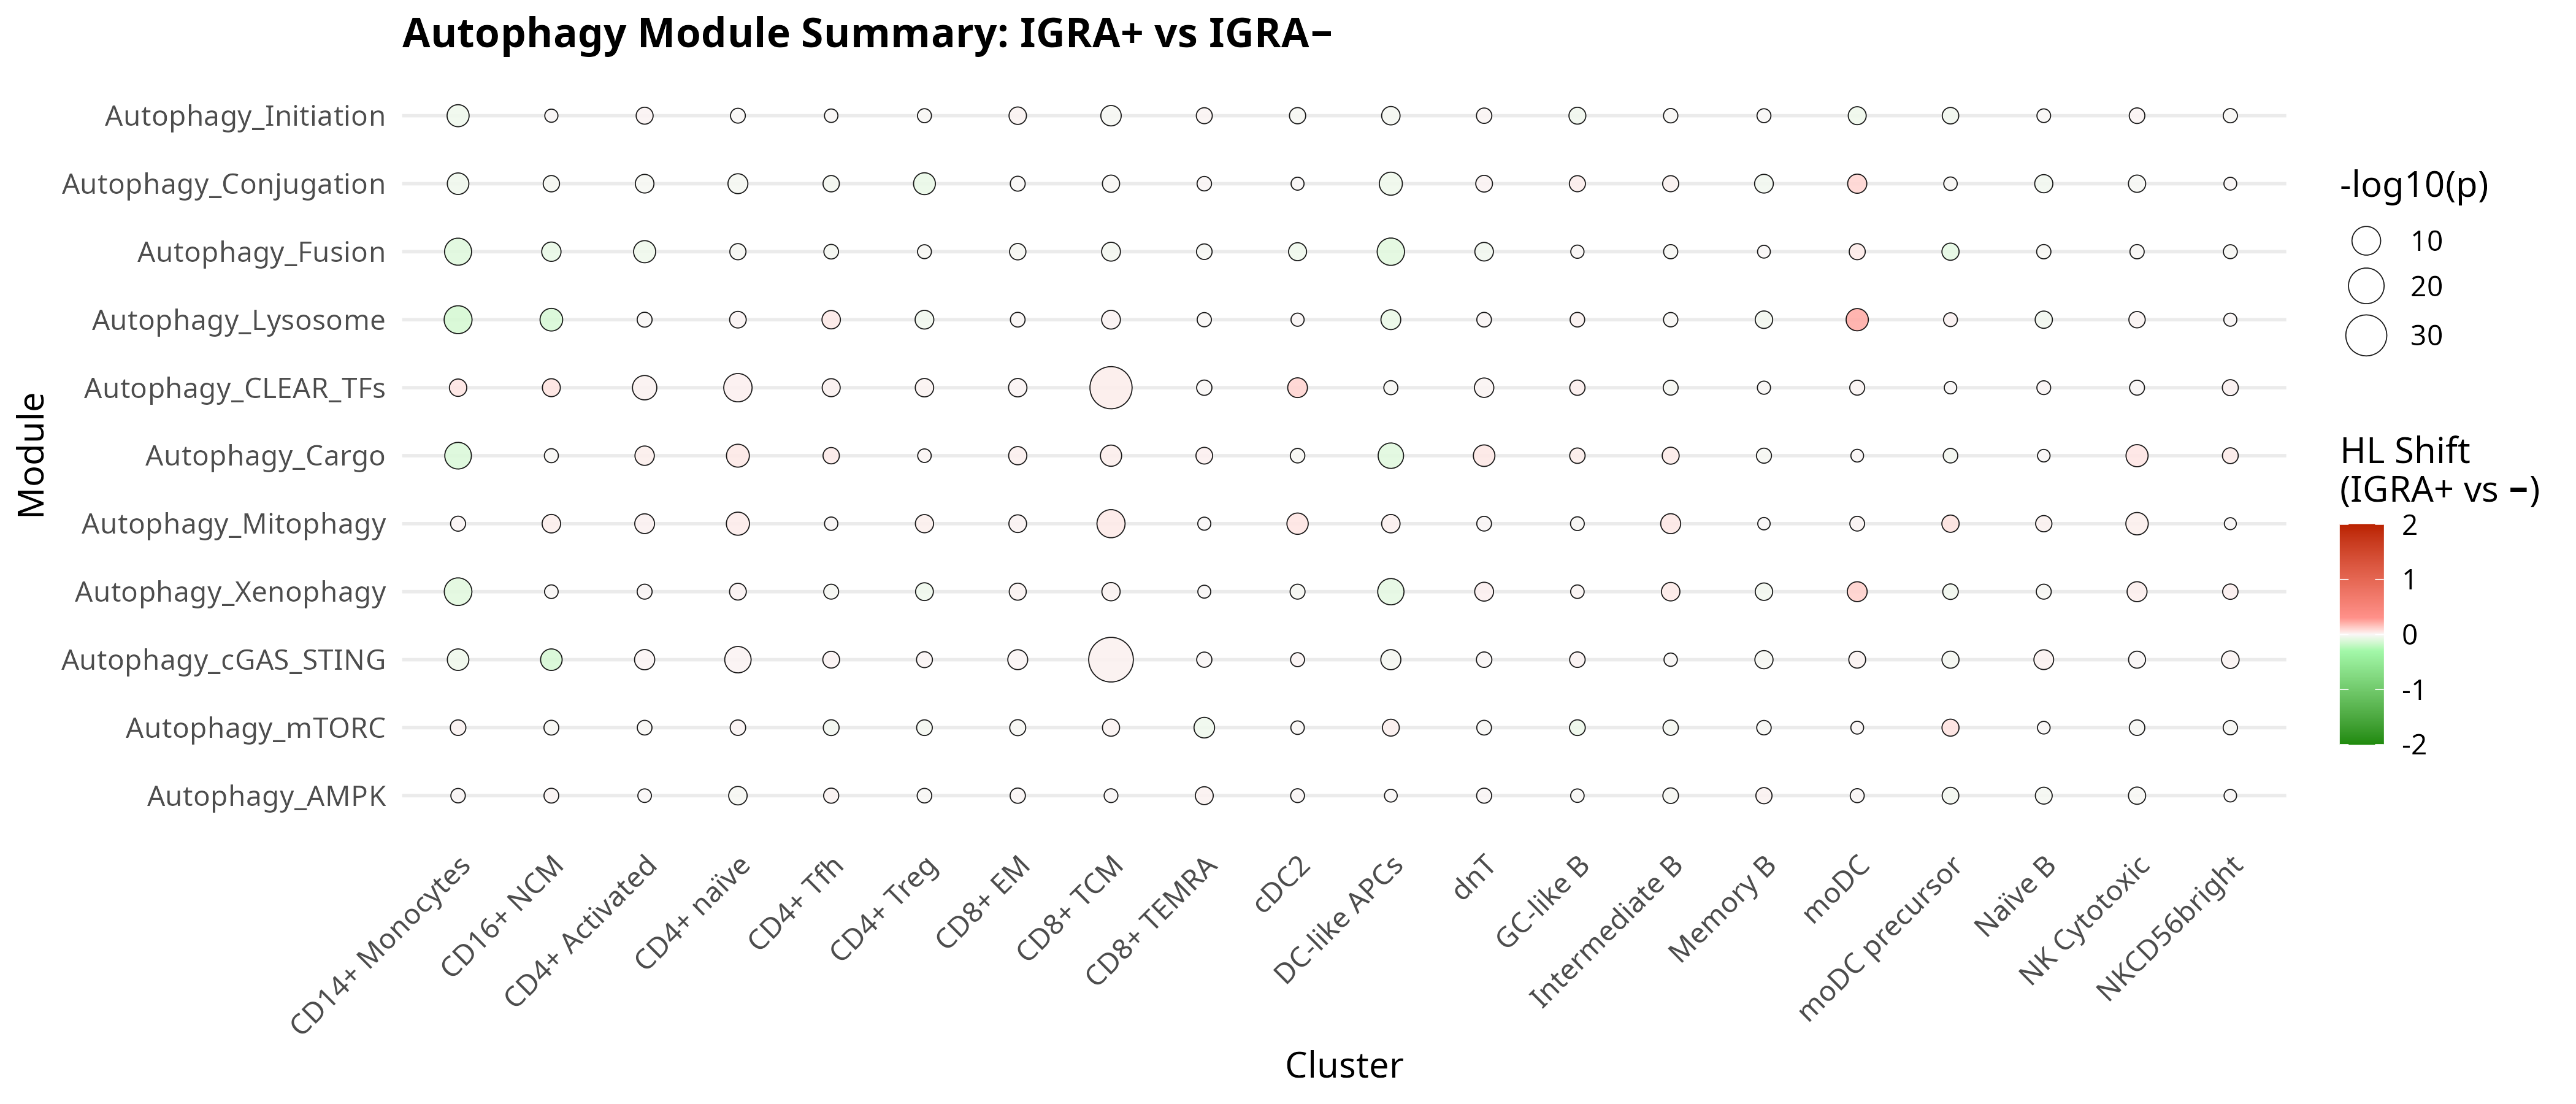 Autophagy Module Summary: IGRA+ vs IGRA−
Module
Autophagy_Initiation
Autophagy_Conjugation
Autophagy_Fusion
Autophagy_Lysosome
Autophagy_CLEAR_TFs
Autophagy_Cargo
Autophagy_Mitophagy
Autophagy_Xenophagy
Autophagy_cGAS_STING
Autophagy_mTORC
Autophagy_AMPK
CD14+ Monocytes
CD16+ NCM
CD4+ Activated
CD4+ naïve
CD4+ Tfh
CD4+ Treg
CD8+ EM
CD8+ TCM
CD8+ TEMRA
cDC2
DC-like APCs
dnT
GC-like B
Intermediate B
Memory B
moDC
moDC precursor
Naïve B
NK Cytotoxic
NKCD56bright
Cluster
-log10(p)
10
20
30
HL Shift
(IGRA+ vs −)
2
1
0
-1
-2